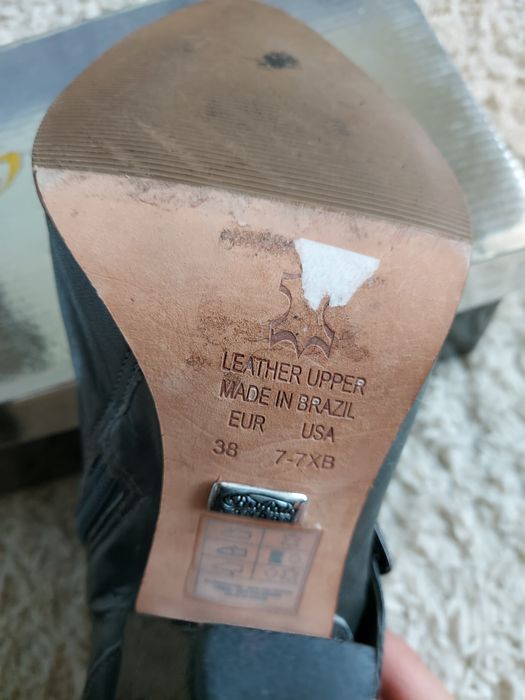 LEATHER UPPER
MADE IN BRAZIL
EUR USA
38 7-7XB